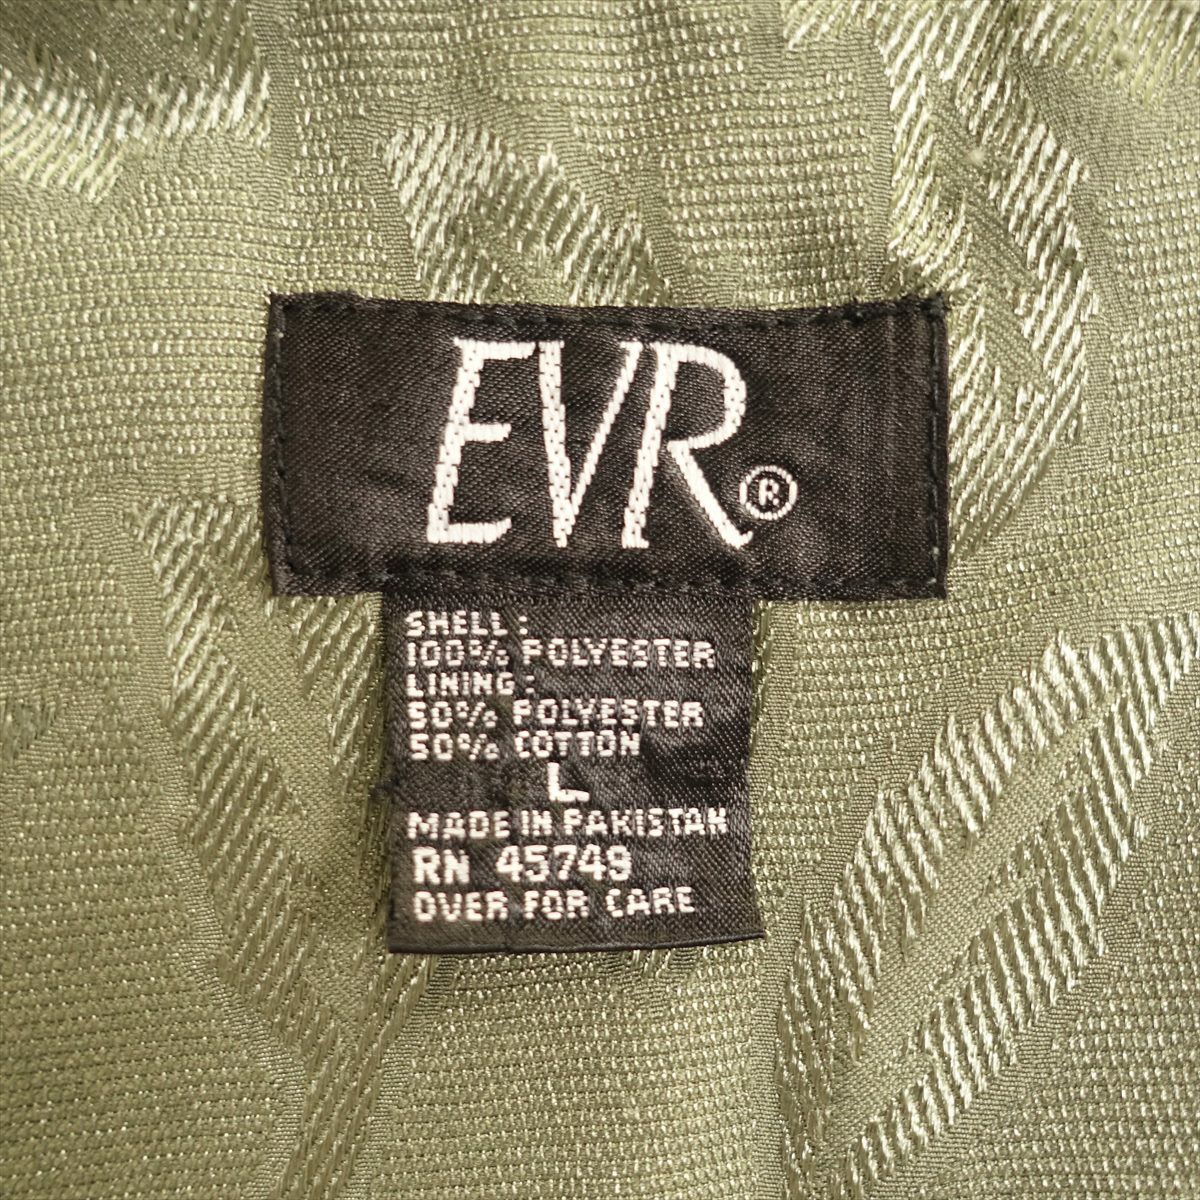 EVR®
SHELL:
100% POLYESTER
LINING:
50% POLYESTER
50% COTTON
L
MADE IN PAKISTAN
RN 45749
OVER FOR CARE